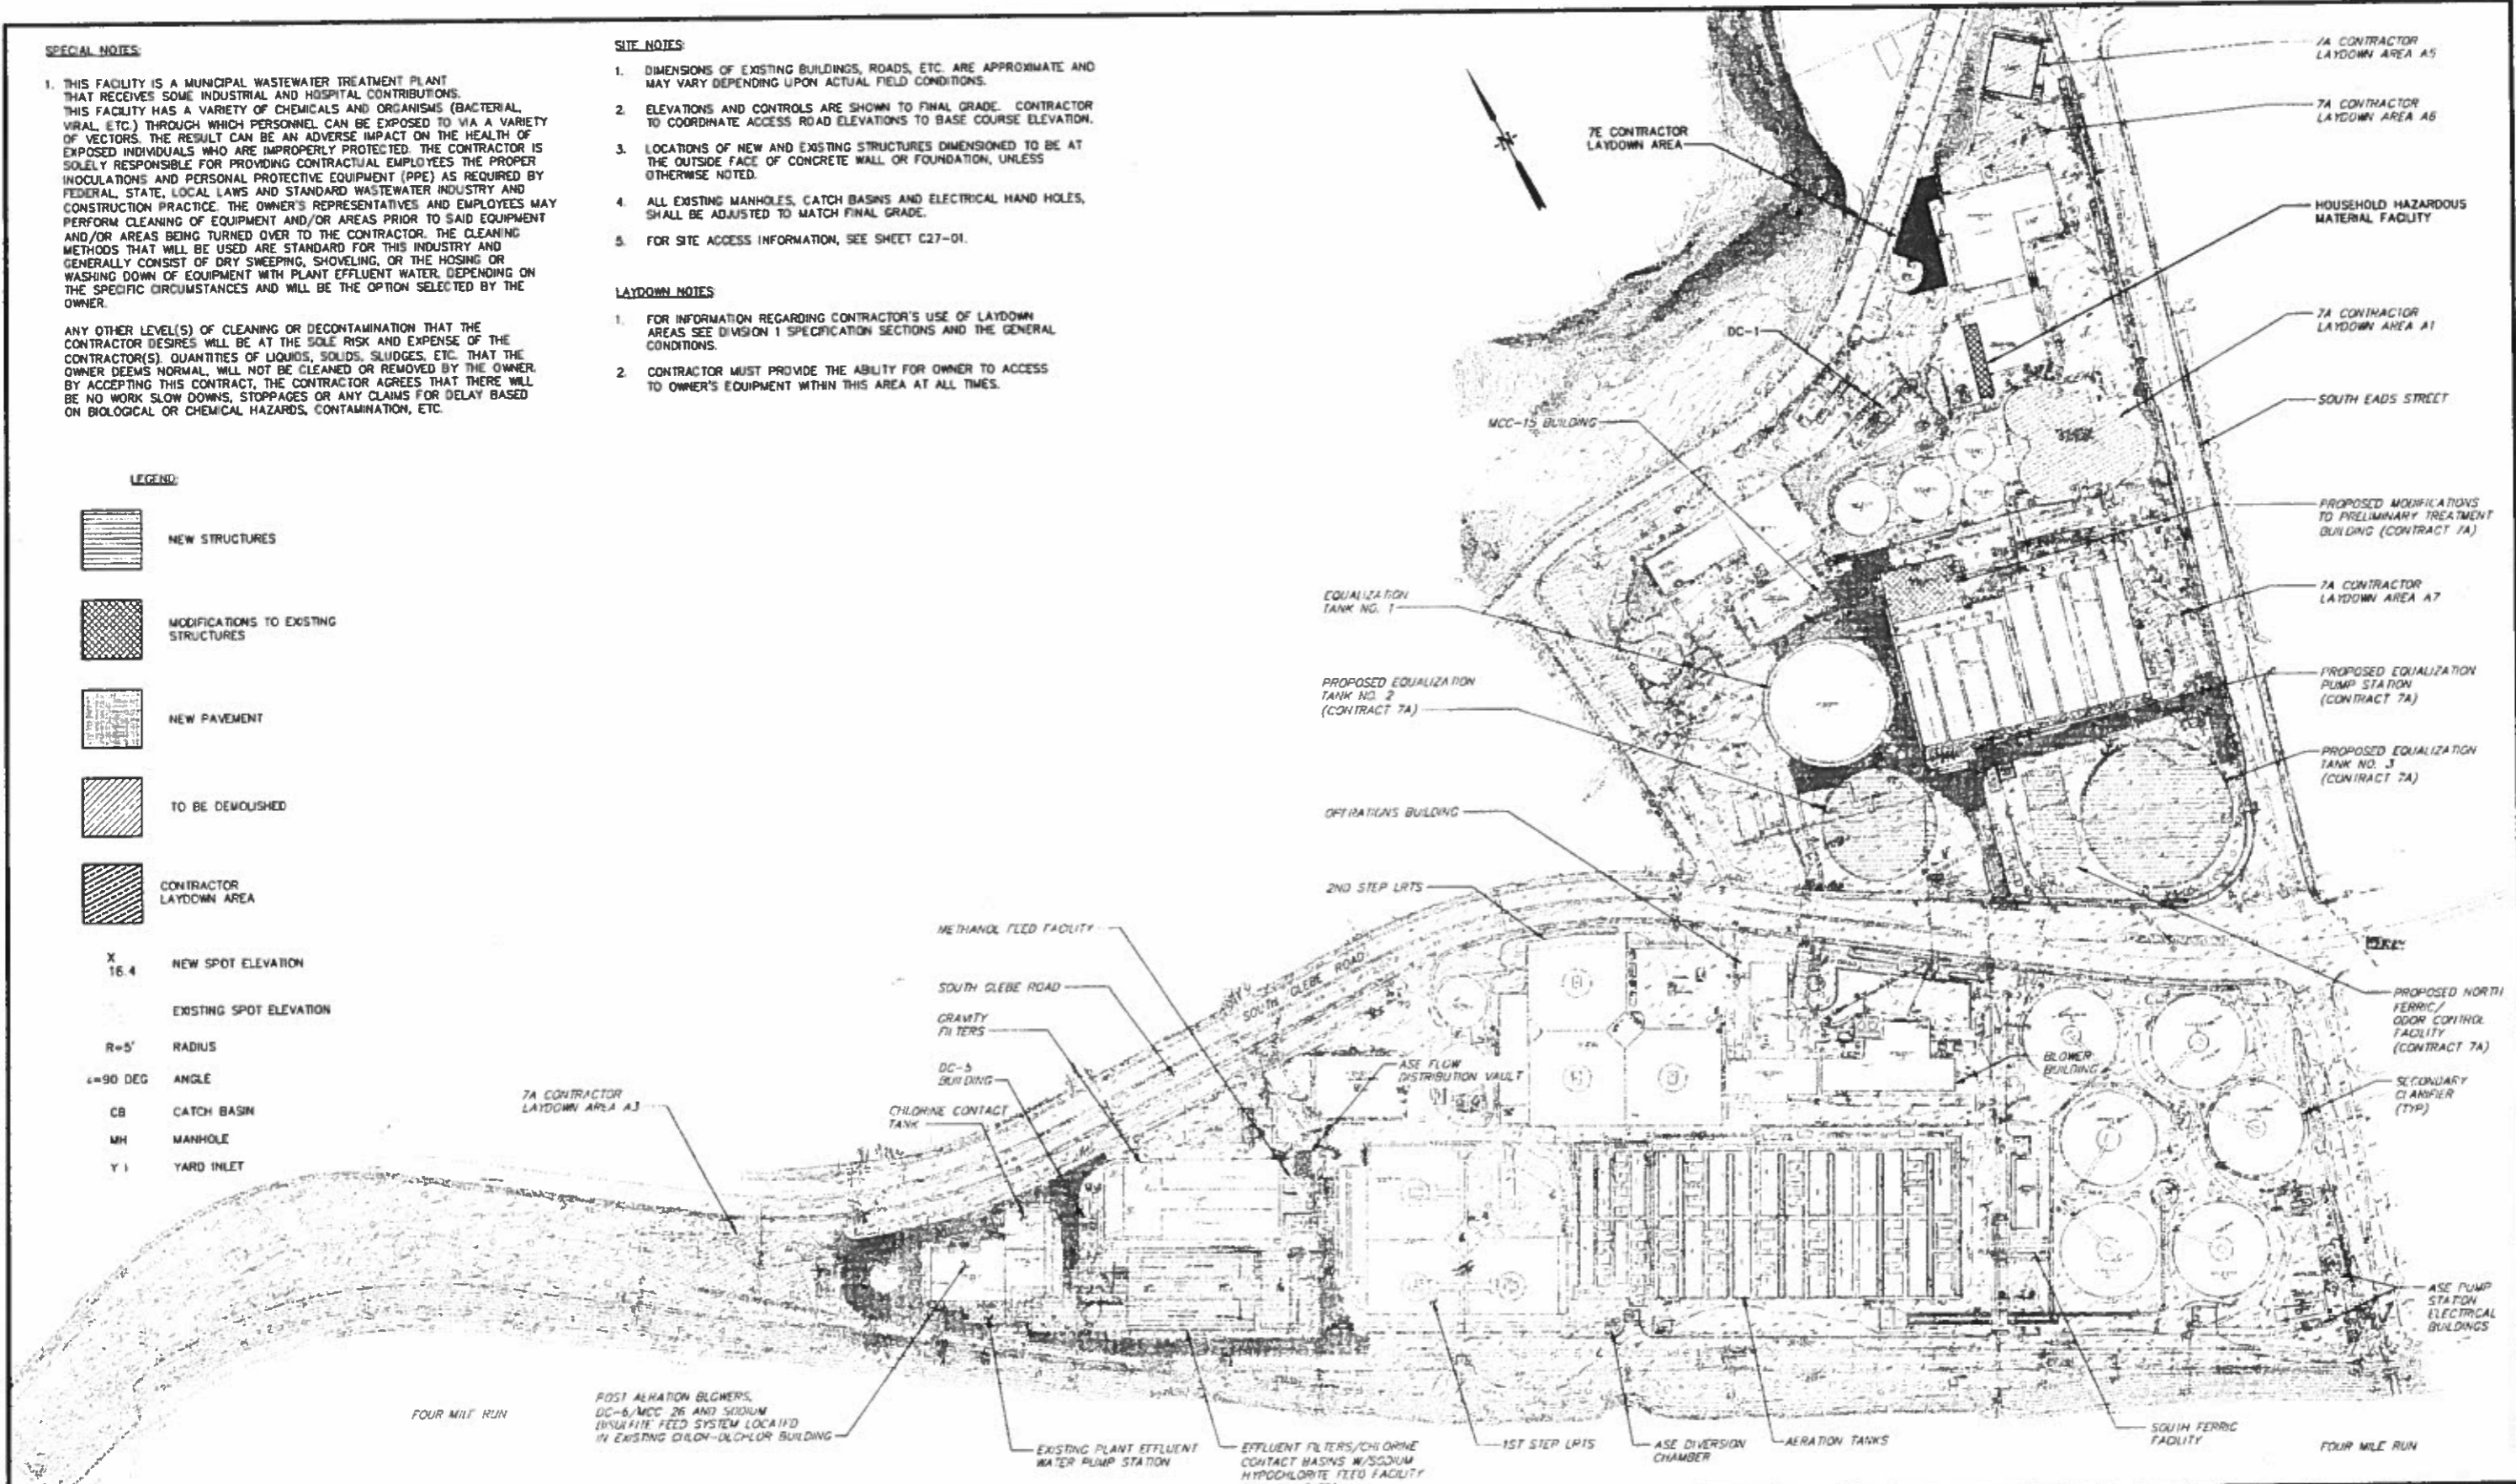 SPECIAL NOTES:
1. THIS FACILITY IS A MUNICIPAL WASTEWATER TREATMENT PLANT
THAT RECEIVES SOME INDUSTRIAL AND HOSPITAL CONTRIBUTIONS.
THIS FACILITY HAS A VARIETY OF CHEMICALS AND ORGANISMS (BACTERIAL,
VIRAL, ETC.) THROUGH WHICH PERSONNEL CAN BE EXPOSED TO VIA A VARIETY
OF VECTORS. THE RESULT CAN BE AN ADVERSE IMPACT ON THE HEALTH OF
EXPOSED INDIVIDUALS WHO ARE IMPROPERLY PROTECTED. THE CONTRACTOR IS
SOLELY RESPONSIBLE FOR PROVIDING CONTRACTUAL EMPLOYEES THE PROPER
INOCULATIONS AND PERSONAL PROTECTIVE EQUIPMENT (PPE) AS REQUIRED BY
FEDERAL, STATE, LOCAL LAWS AND STANDARD WASTEWATER INDUSTRY AND
CONSTRUCTION PRACTICE. THE OWNER'S REPRESENTATIVES AND EMPLOYEES MAY
PERFORM CLEANING OF EQUIPMENT AND/OR AREAS PRIOR TO SAID EQUIPMENT
AND/OR AREAS BEING TURNED OVER TO THE CONTRACTOR. THE CLEANING
METHODS THAT WILL BE USED ARE STANDARD FOR THIS INDUSTRY AND
GENERALLY CONSIST OF DRY SWEEPING, SHOVELING, OR THE HOSING OR
WASHING DOWN OF EQUIPMENT WITH PLANT EFFLUENT WATER, DEPENDING ON
THE SPECIFIC CIRCUMSTANCES AND WILL BE THE OPTION SELECTED BY THE
OWNER.
ANY OTHER LEVEL(S) OF CLEANING OR DECONTAMINATION THAT THE
CONTRACTOR DESIRES WILL BE AT THE SOLE RISK AND EXPENSE OF THE
CONTRACTOR(S). QUANTITIES OF LIQUIDS, SOLIDS, SLUDGES, ETC. THAT THE
OWNER DEEMS NORMAL, WILL NOT BE CLEANED OR REMOVED BY THE OWNER.
BY ACCEPTING THIS CONTRACT, THE CONTRACTOR AGREES THAT THERE WILL
BE NO WORK SLOW DOWNS, STOPPAGES OR ANY CLAIMS FOR DELAY BASED
ON BIOLOGICAL OR CHEMICAL HAZARDS, CONTAMINATION, ETC.
SITE NOTES:
1. DIMENSIONS OF EXISTING BUILDINGS, ROADS, ETC. ARE APPROXIMATE AND
MAY VARY DEPENDING UPON ACTUAL FIELD CONDITIONS.
2. ELEVATIONS AND CONTROLS ARE SHOWN TO FINAL GRADE. CONTRACTOR
TO COORDINATE ACCESS ROAD ELEVATIONS TO BASE COURSE ELEVATION.
3. LOCATIONS OF NEW AND EXISTING STRUCTURES DIMENSIONED TO BE AT
THE OUTSIDE FACE OF CONCRETE WALL OR FOUNDATION, UNLESS
OTHERWISE NOTED.
4. ALL EXISTING MANHOLES, CATCH BASINS AND ELECTRICAL HAND HOLES,
SHALL BE ADJUSTED TO MATCH FINAL GRADE.
5. FOR SITE ACCESS INFORMATION, SEE SHEET C27-01.
LAYDOWN NOTES:
1. FOR INFORMATION REGARDING CONTRACTOR'S USE OF LAYDOWN
AREAS SEE DIVISION 1 SPECIFICATION SECTIONS AND THE GENERAL
CONDITIONS.
2. CONTRACTOR MUST PROVIDE THE ABILITY FOR OWNER TO ACCESS
TO OWNER'S EQUIPMENT WITHIN THIS AREA AT ALL TIMES.
LEGEND:
NEW STRUCTURES
MODIFICATIONS TO EXISTING
STRUCTURES
NEW PAVEMENT
TO BE DEMOLISHED
CONTRACTOR
LAYDOWN AREA
X
16.4 NEW SPOT ELEVATION
EXISTING SPOT ELEVATION
R=5' RADIUS
∠=90 DEG ANGLE
CB CATCH BASIN
MH MANHOLE
Y I YARD INLET
7A CONTRACTOR
LAYDOWN AREA A5
7A CONTRACTOR
LAYDOWN AREA A6
7E CONTRACTOR
LAYDOWN AREA
HOUSEHOLD HAZARDOUS
MATERIAL FACILITY
7A CONTRACTOR
LAYDOWN AREA A1
DC-1
SOUTH EADS STREET
MCC-15 BUILDING
PROPOSED MODIFICATIONS
TO PRELIMINARY TREATMENT
BUILDING (CONTRACT 7A)
EQUALIZATION
TANK NO. 1
7A CONTRACTOR
LAYDOWN AREA A7
PROPOSED EQUALIZATION
TANK NO. 2
(CONTRACT 7A)
PROPOSED EQUALIZATION
PUMP STATION
(CONTRACT 7A)
PROPOSED EQUALIZATION
TANK NO. 3
(CONTRACT 7A)
OPERATIONS BUILDING
2ND STEP LRTS
METHANOL FEED FACILITY
SOUTH GLEBE ROAD
SOUTH GLEBE ROAD
GRAVITY
FILTERS
DC-5
BUILDING
CHLORINE CONTACT
TANK
7A CONTRACTOR
LAYDOWN AREA A3
ASE FLOW
DISTRIBUTION VAULT
BLOWER
BUILDING
PROPOSED NORTH
FERRIC/
ODOR CONTROL
FACILITY
(CONTRACT 7A)
SECONDARY
CLARIFIER
(TYP)
ASE PUMP
STATION
ELECTRICAL
BUILDINGS
FOUR MILE RUN
POST AERATION BLOWERS,
DC-6/MCC 26 AND SODIUM
BISULFITE FEED SYSTEM LOCATED
IN EXISTING CHLOR-DECHLOR BUILDING
EXISTING PLANT EFFLUENT
WATER PUMP STATION
EFFLUENT FILTERS/CHLORINE
CONTACT BASINS W/SODIUM
HYPOCHLORITE FEED FACILITY
1ST STEP LRTS
ASE DIVERSION
CHAMBER
AERATION TANKS
SOUTH FERRIC
FACILITY
FOUR MILE RUN